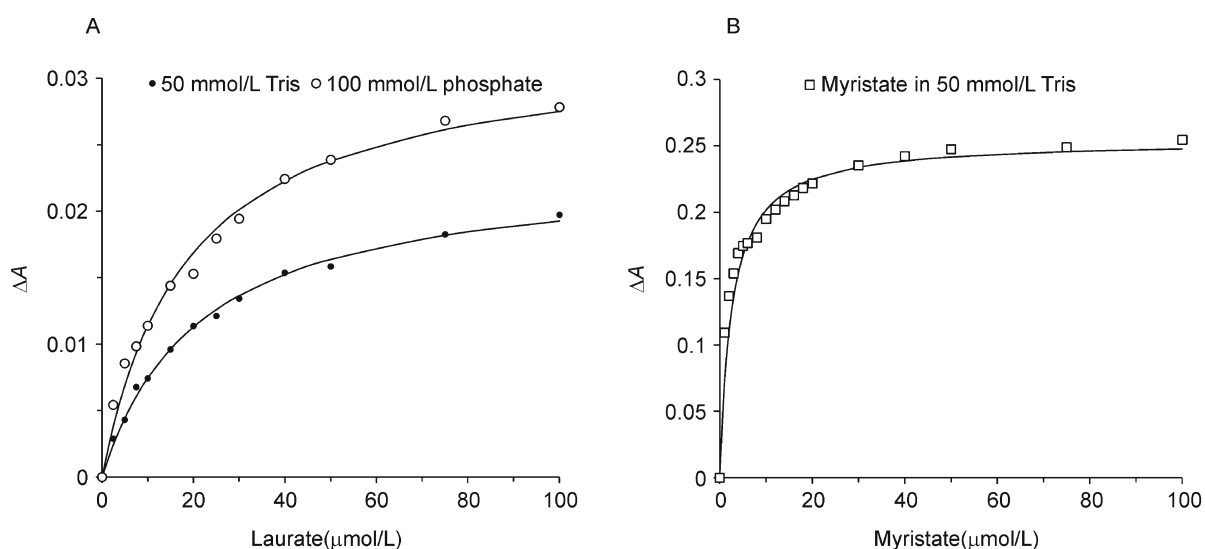 A
50 mmol/L Tris 100 mmol/L phosphate
0.03
0.02
0.01
0
ΔA
0 20 40 60 80 100
Laurate(μmol/L)
B
Myristate in 50 mmol/L Tris
0.3
0.25
0.2
0.15
0.1
0.05
0
ΔA
0 20 40 60 80 100
Myristate(μmol/L)